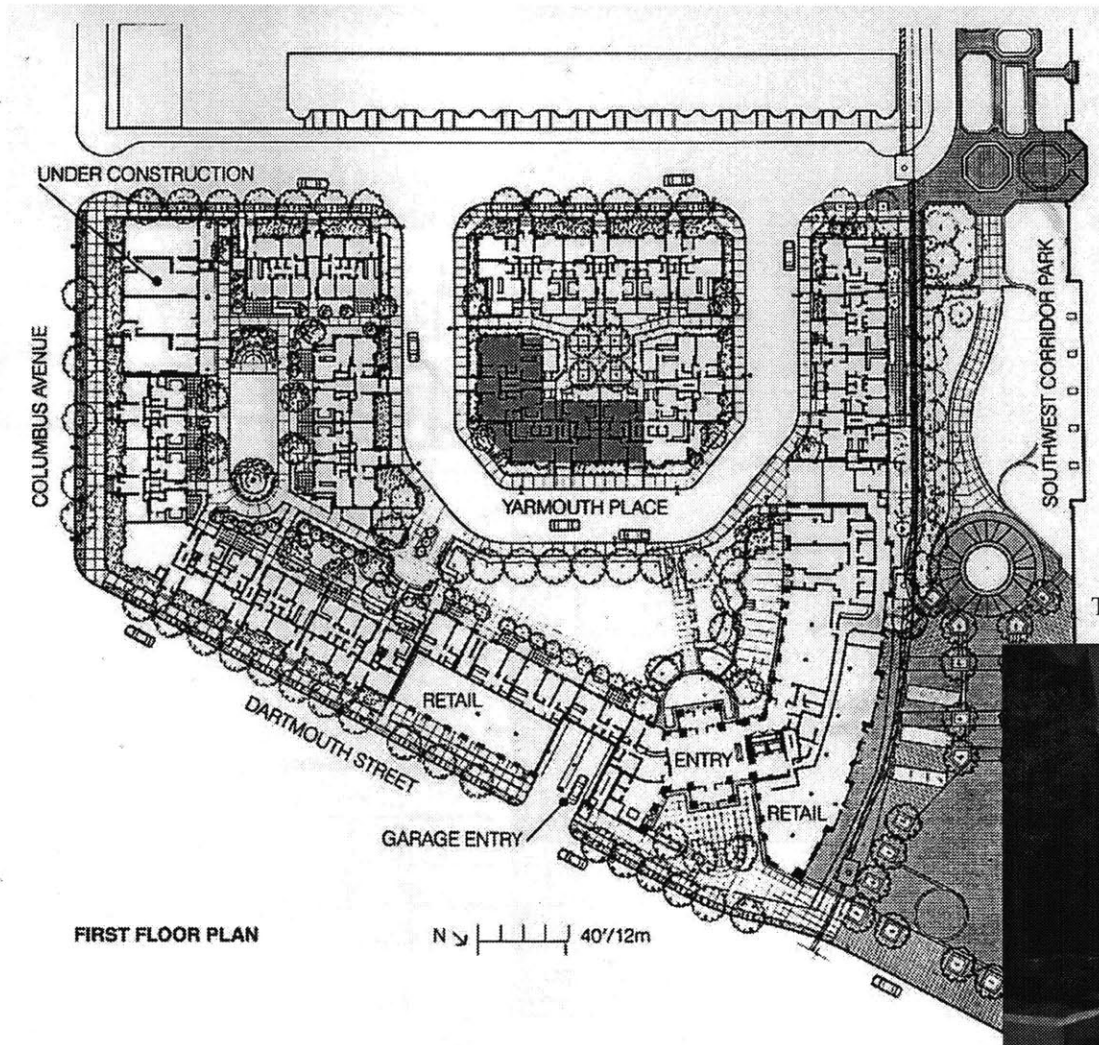 UNDER CONSTRUCTION
COLUMBUS AVENUE
SOUTHWEST CORRIDOR PARK
YARMOUTH PLACE
T
RETAIL
DARTMOUTH STREET
ENTRY
RETAIL
GARAGE ENTRY
FIRST FLOOR PLAN
N 40'/12m